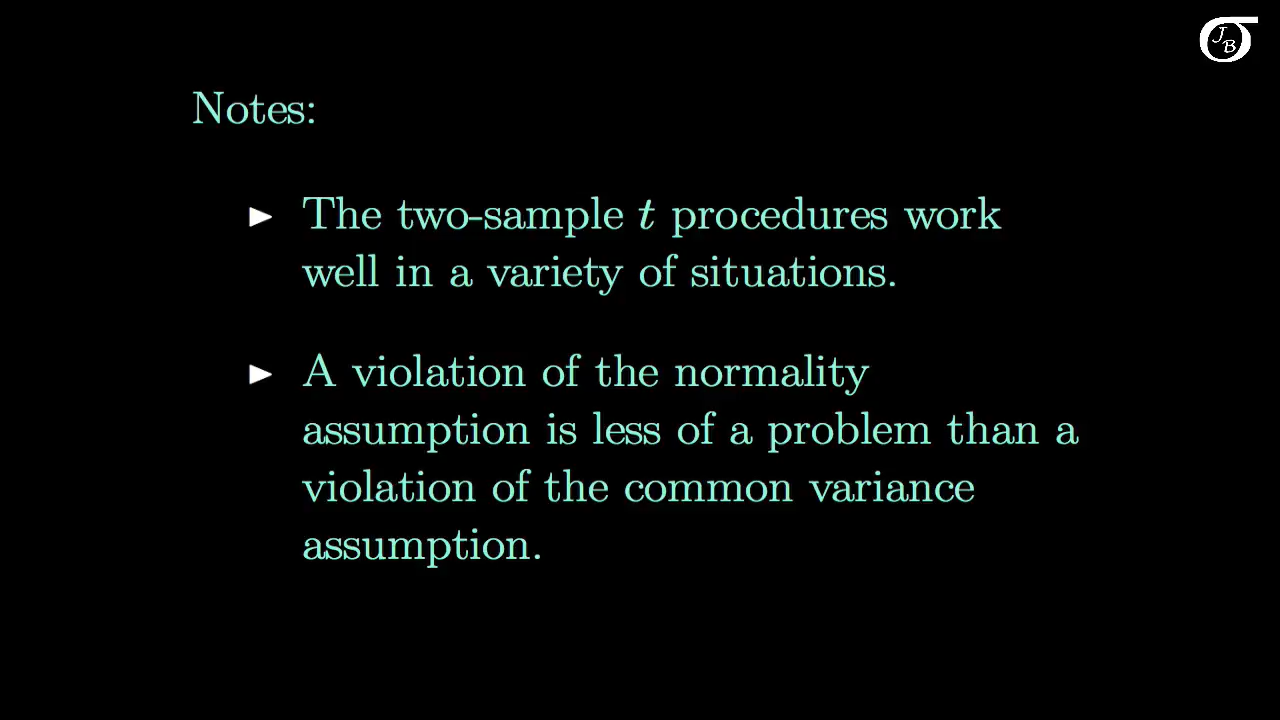 JB
Notes:
► The two-sample t procedures work
well in a variety of situations.
► A violation of the normality
assumption is less of a problem than a
violation of the common variance
assumption.